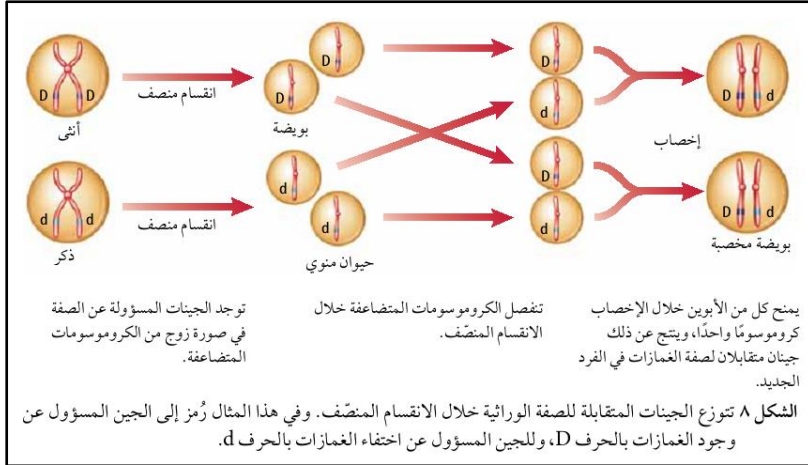 D
D
أنثى
انقسام منصف
D
D
بويضة
D
d
إخصاب
D
d
d
d
ذكر
انقسام منصف
d
d
حيوان منوي
D
d
D
d
بويضة مخصبة
توجد الجينات المسؤولة عن الصفة
في صورة زوج من الكروموسومات
المتضاعفة.
تنفصل الكروموسومات المتضاعفة خلال
الانقسام المنصّف.
يمنح كل من الأبوين خلال الإخصاب
كروموسومًا واحدًا، وينتج عن ذلك
جينان متقابلان لصفة الغمازات في الفرد
الجديد.
الشكل ٨ تتوزع الجينات المتقابلة للصفة الوراثية خلال الانقسام المنصّف. وفي هذا المثال رُمز إلى الجين المسؤول عن
وجود الغمازات بالحرف D، وللجين المسؤول عن اختفاء الغمازات بالحرف d.